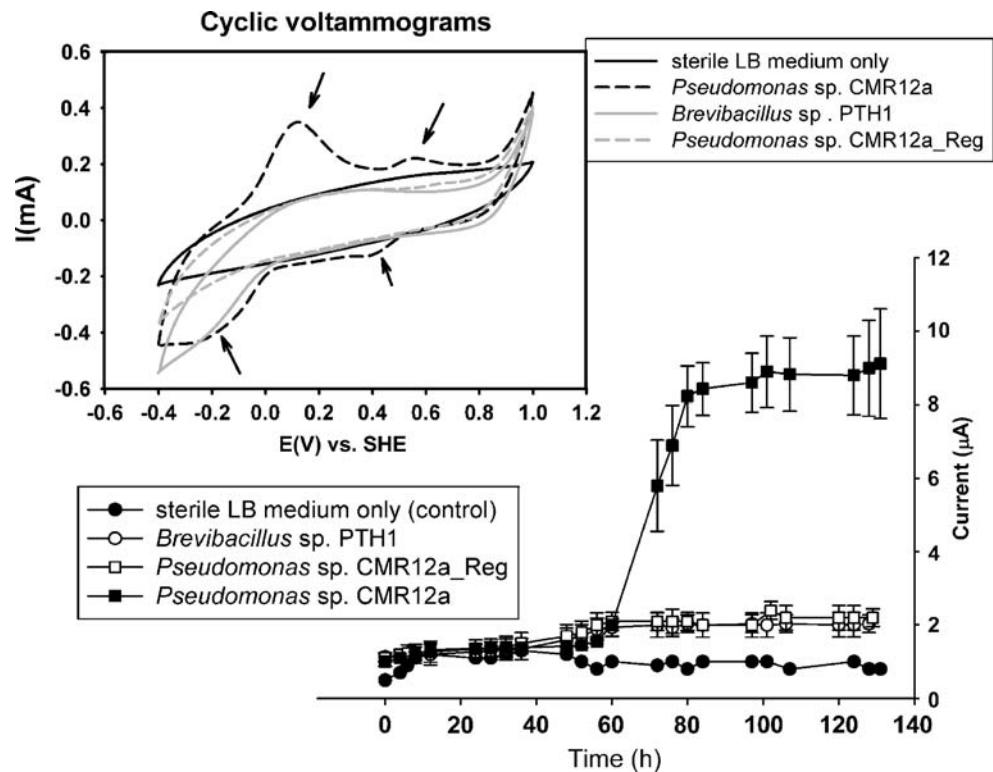 Cyclic voltammograms
0.6
0.4
0.2
0.0
-0.2
-0.4
-0.6
I(mA)
-0.6 -0.4 -0.2 0.0 0.2 0.4 0.6 0.8 1.0 1.2
E(V) vs. SHE
sterile LB medium only
Pseudomonas sp. CMR12a
Brevibacillus sp . PTH1
Pseudomonas sp. CMR12a_Reg
sterile LB medium only (control)
Brevibacillus sp. PTH1
Pseudomonas sp. CMR12a_Reg
Pseudomonas sp. CMR12a
12
10
8
6
4
2
0
Current (µA)
0 20 40 60 80 100 120 140
Time (h)